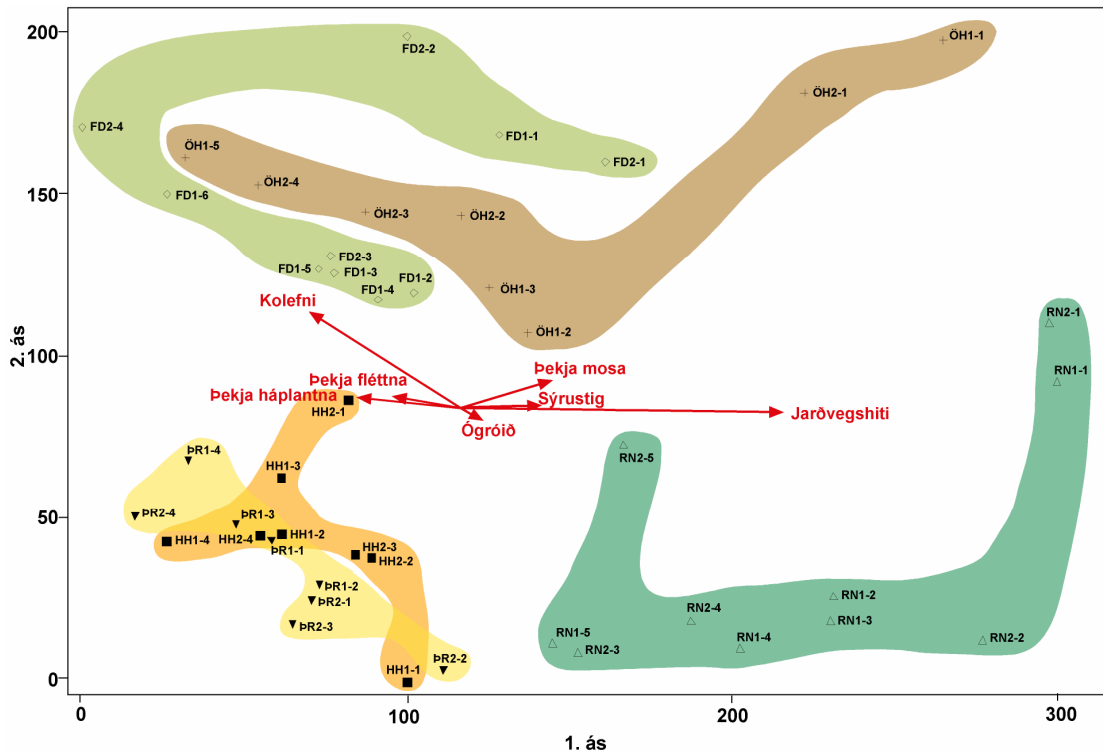 200
150
100
50
0
2. ás
0
100
200
300
1. ás
FD2-2
ÖH1-1
ÖH2-1
FD2-4
FD1-1
FD2-1
ÖH1-5
ÖH2-4
FD1-6
ÖH2-3
ÖH2-2
FD2-3
FD1-5
FD1-3
FD1-2
FD1-4
ÖH1-3
ÖH1-2
Kolefni
RN2-1
RN1-1
Þekja fléttna
Þekja mosa
Þekja háplantna
Sýrustig
Jarðvegshiti
Ógróið
HH2-1
RN2-5
ÞR1-4
HH1-3
ÞR2-4
ÞR1-3
HH1-4
HH2-4
HH1-2
ÞR1-1
HH2-3
HH2-2
ÞR1-2
ÞR2-1
ÞR2-3
RN2-4
RN1-2
RN1-3
RN1-5
RN2-3
RN1-4
RN2-2
ÞR2-2
HH1-1